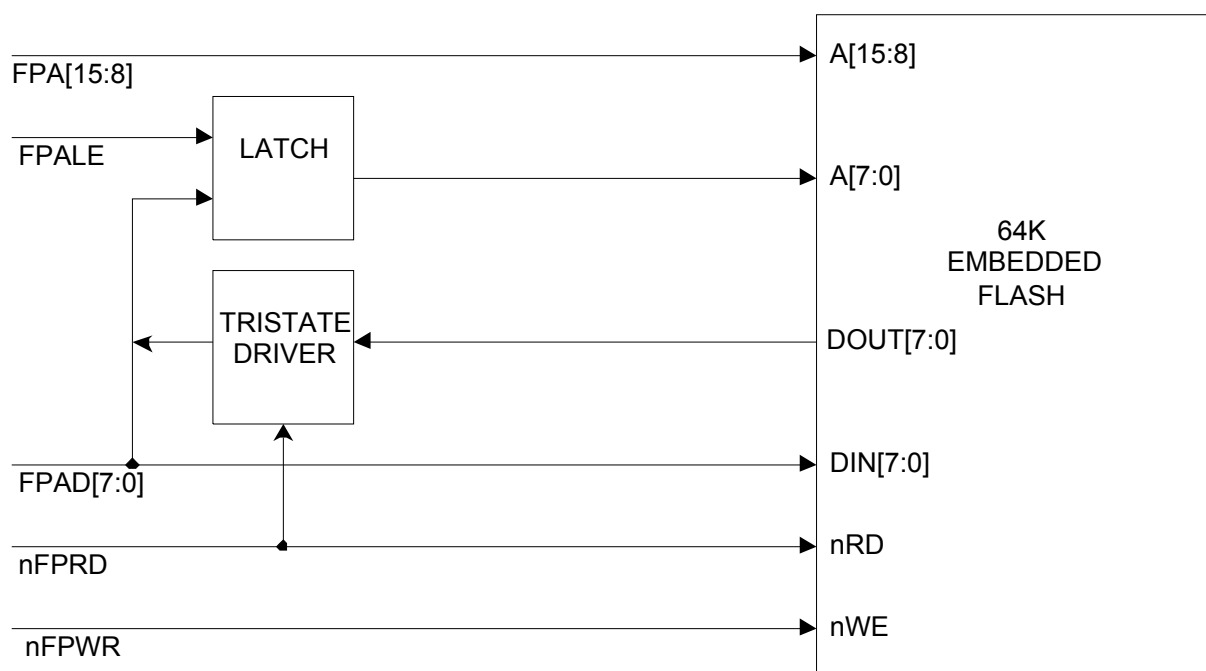 FPA[15:8]
A[15:8]
FPALE
LATCH
A[7:0]
64K
EMBEDDED
FLASH
TRISTATE
DRIVER
DOUT[7:0]
FPAD[7:0]
DIN[7:0]
nFPRD
nRD
nFPWR
nWE